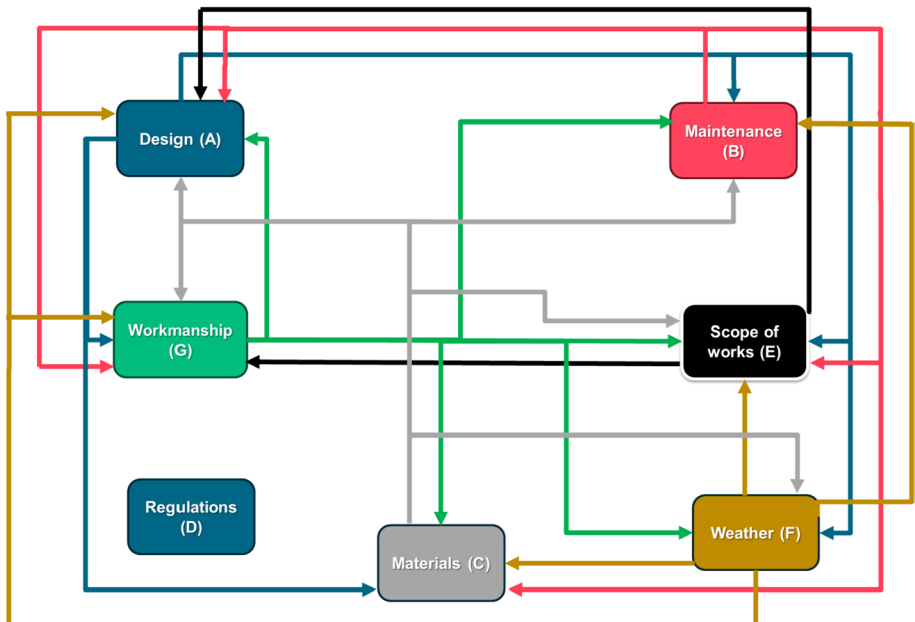 Design (A)
Maintenance
(B)
Workmanship
(G)
Scope of
works (E)
Regulations
(D)
Materials (C)
Weather (F)